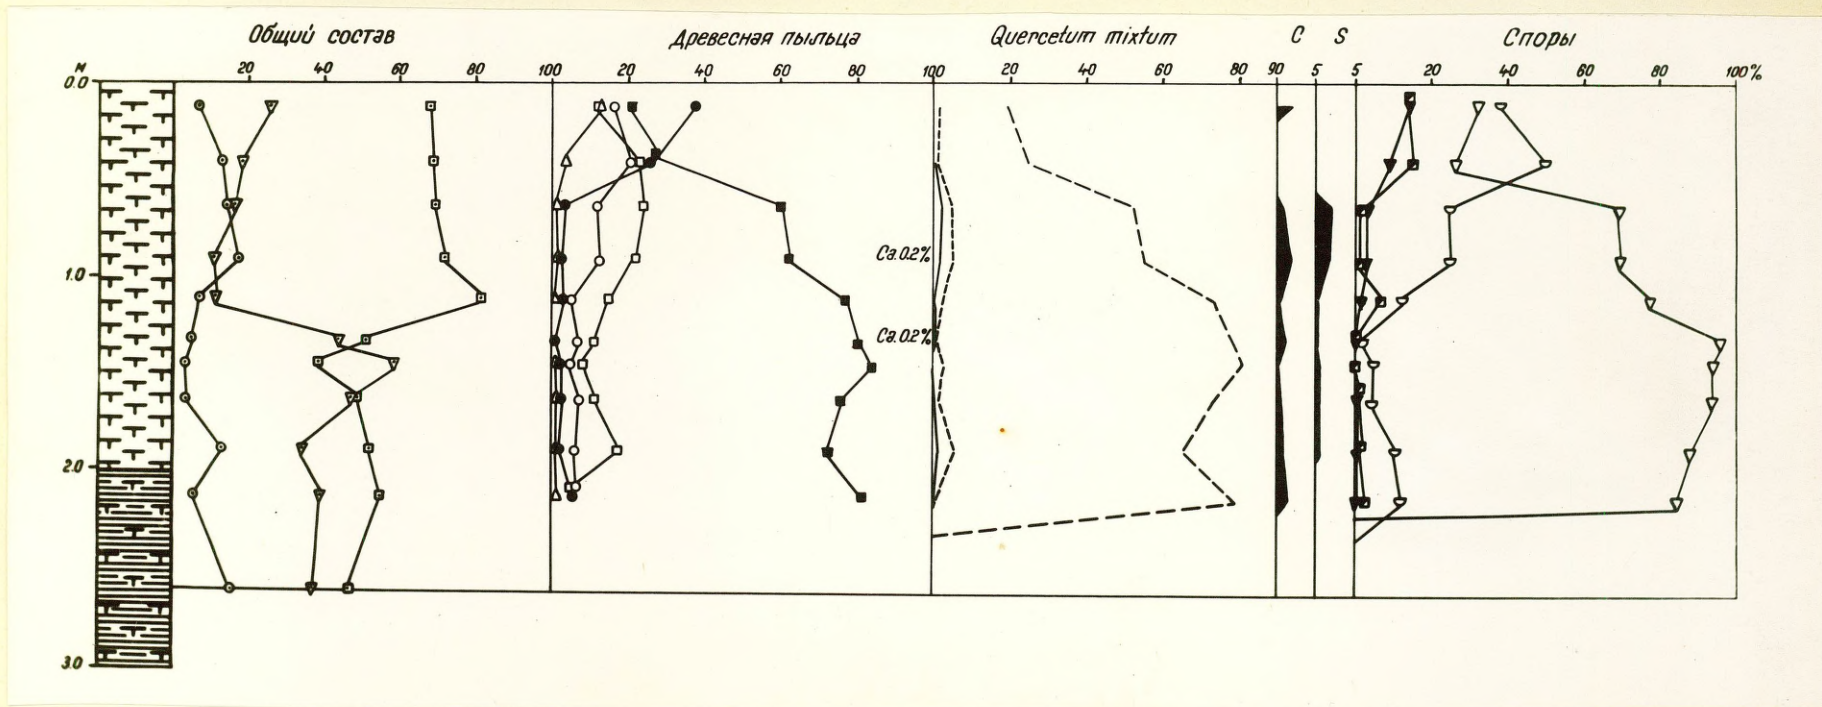 Общий состав Древесная пыльца Quercetum mixtum C S Споры
м 20 40 60 80 100 20 40 60 80 100 20 40 60 80 90 5 5 20 40 60 80 100%
0.0
Ca.0.2%
1.0
Ca.0.2%
2.0
3.0